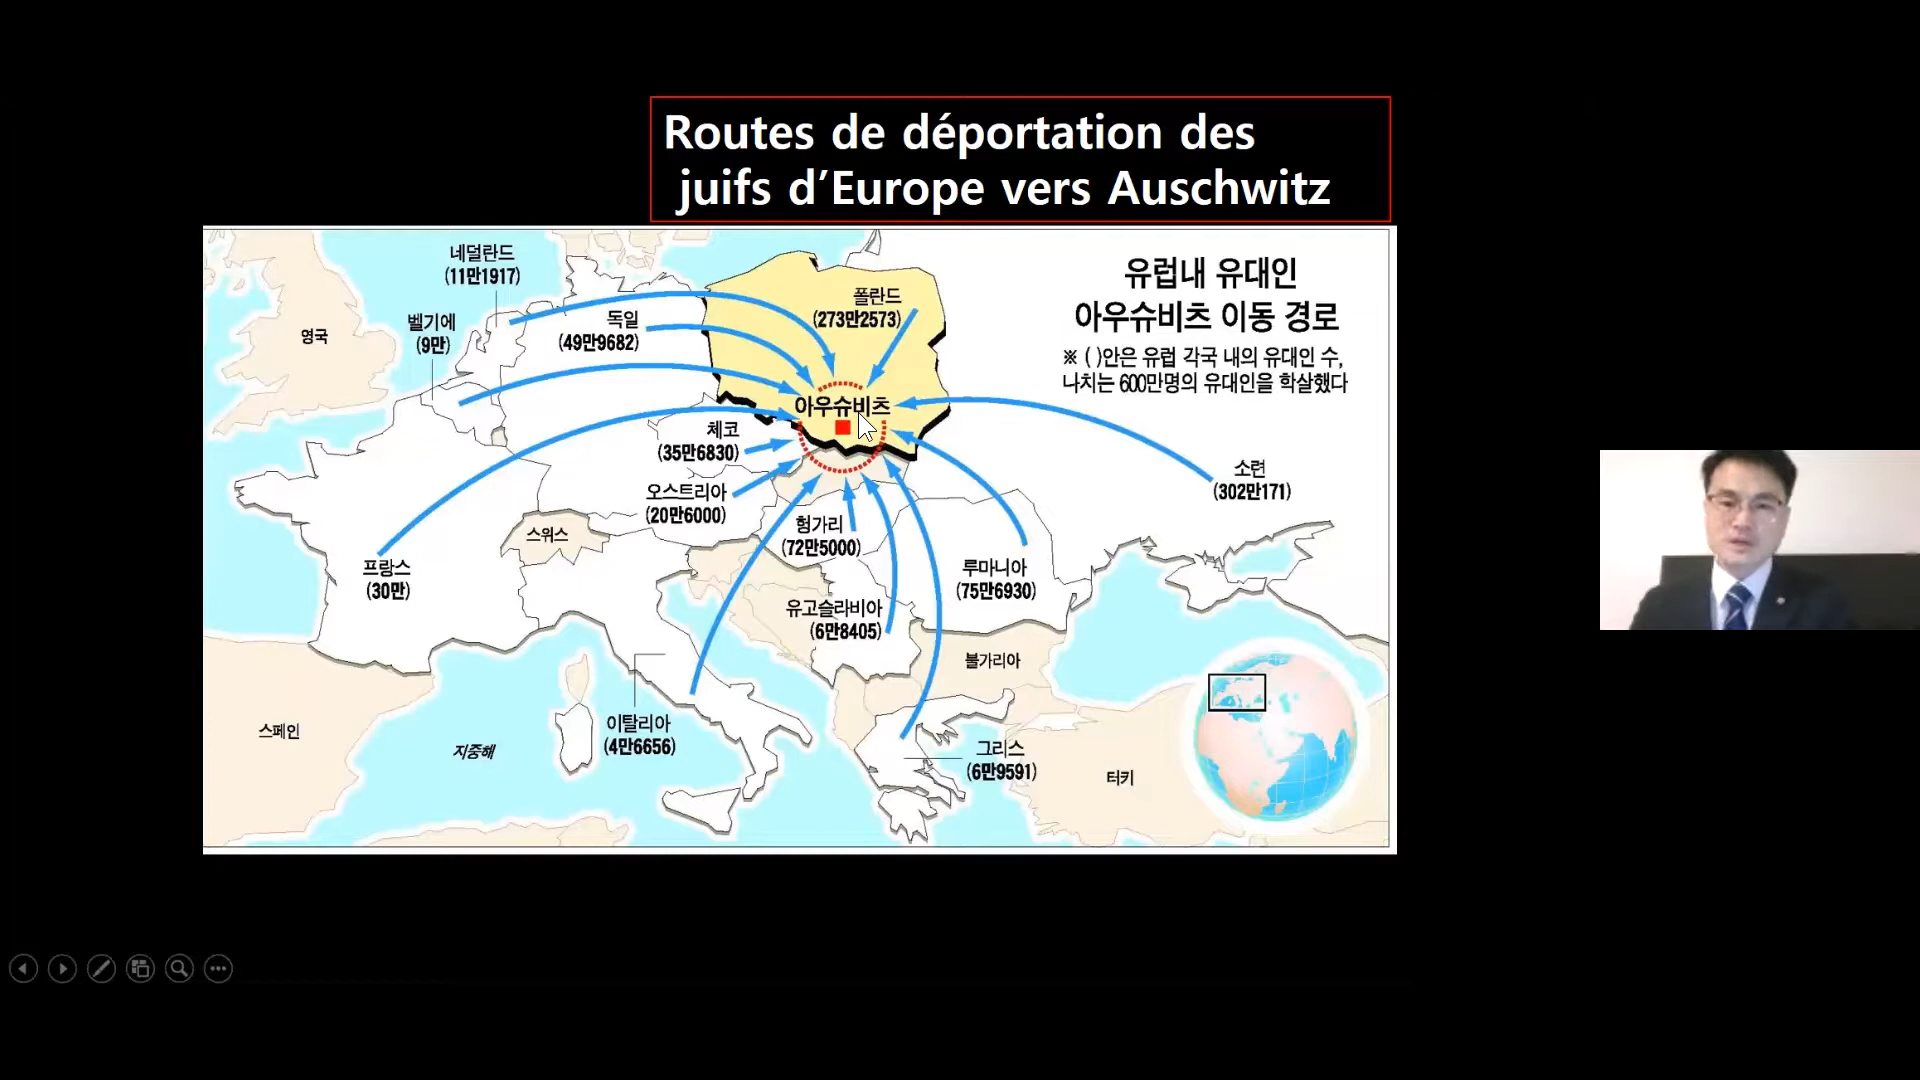 Routes de déportation des
juifs d’Europe vers Auschwitz
유럽내 유대인
아우슈비츠 이동 경로
※ ( )안은 유럽 각국 내의 유대인 수,
나치는 600만명의 유대인을 학살했다
네덜란드
(11만1917)
벨기에
(9만)
영국
독일
(49만9682)
폴란드
(273만2573)
아우슈비츠
체코
(35만6830)
오스트리아
(20만6000)
소련
(302만171)
스위스
헝가리
(72만5000)
프랑스
(30만)
루마니아
(75만6930)
유고슬라비아
(6만8405)
불가리아
스페인
지중해
이탈리아
(4만6656)
그리스
(6만9591)
터키